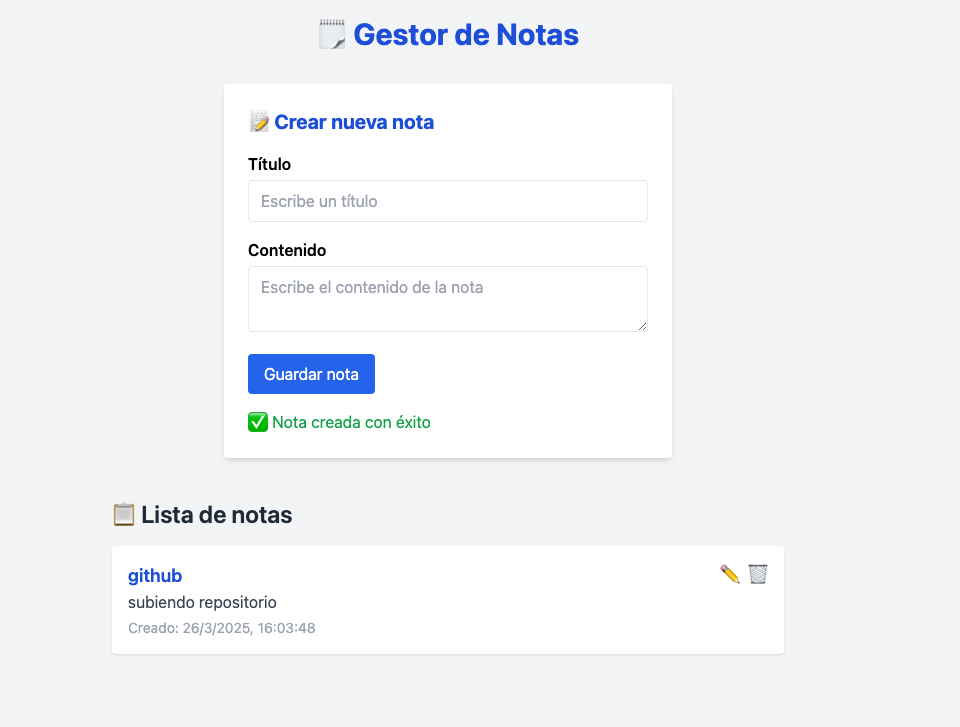 Gestor de Notas
Crear nueva nota
Título
Escribe un título
Contenido
Escribe el contenido de la nota
Guardar nota
Nota creada con éxito
Lista de notas
github
subiendo repositorio
Creado: 26/3/2025, 16:03:48